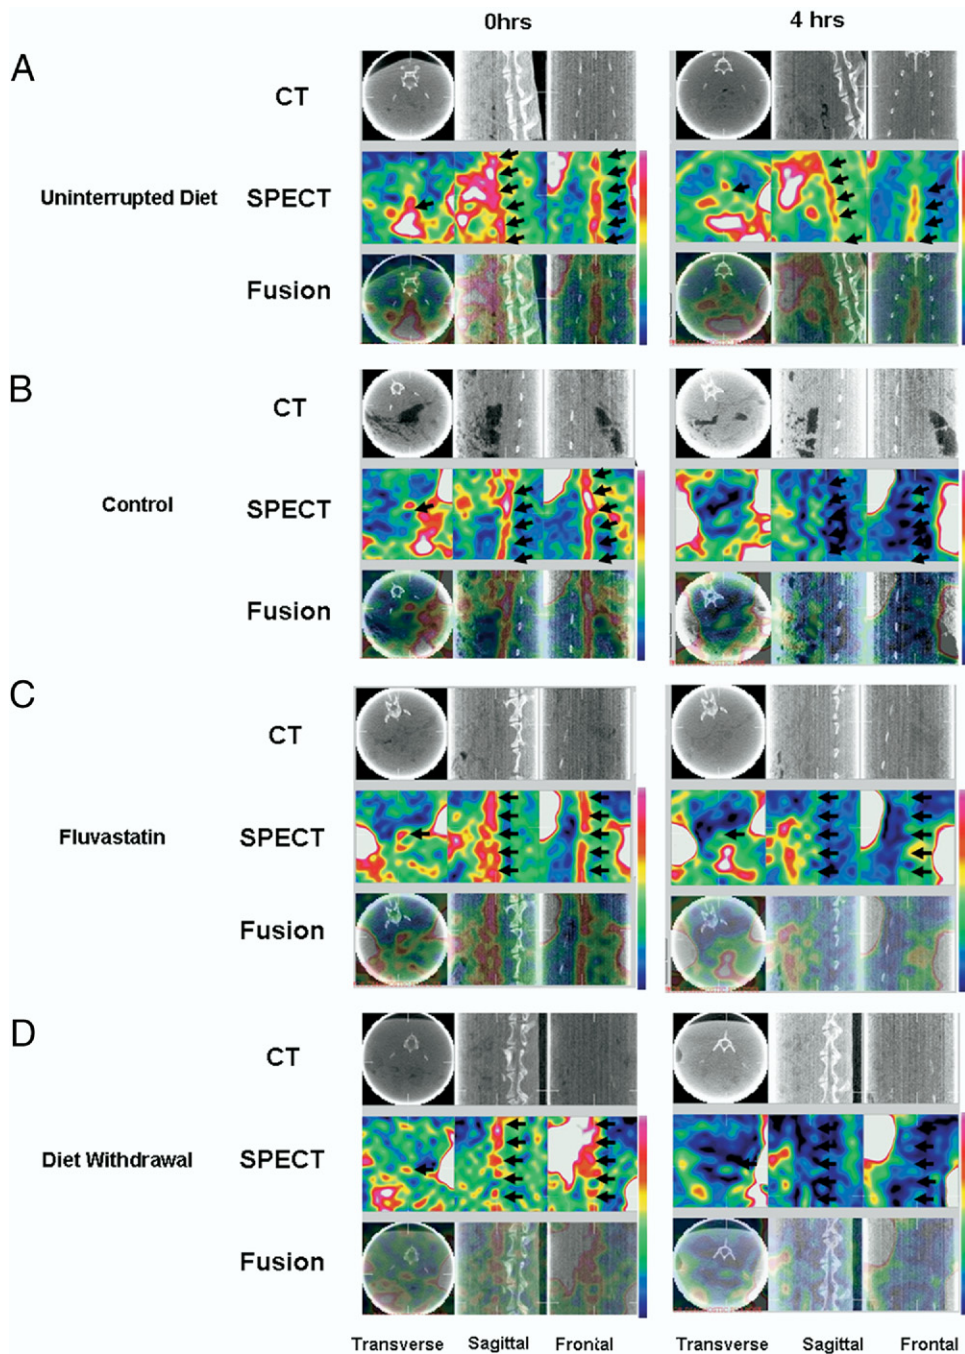 0hrs 4 hrs
A
CT
Uninterrupted Diet SPECT
Fusion
B
CT
Control SPECT
Fusion
C
CT
Fluvastatin SPECT
Fusion
D
CT
Diet Withdrawal SPECT
Fusion
Transverse Sagittal Frontal Transverse Sagittal Frontal